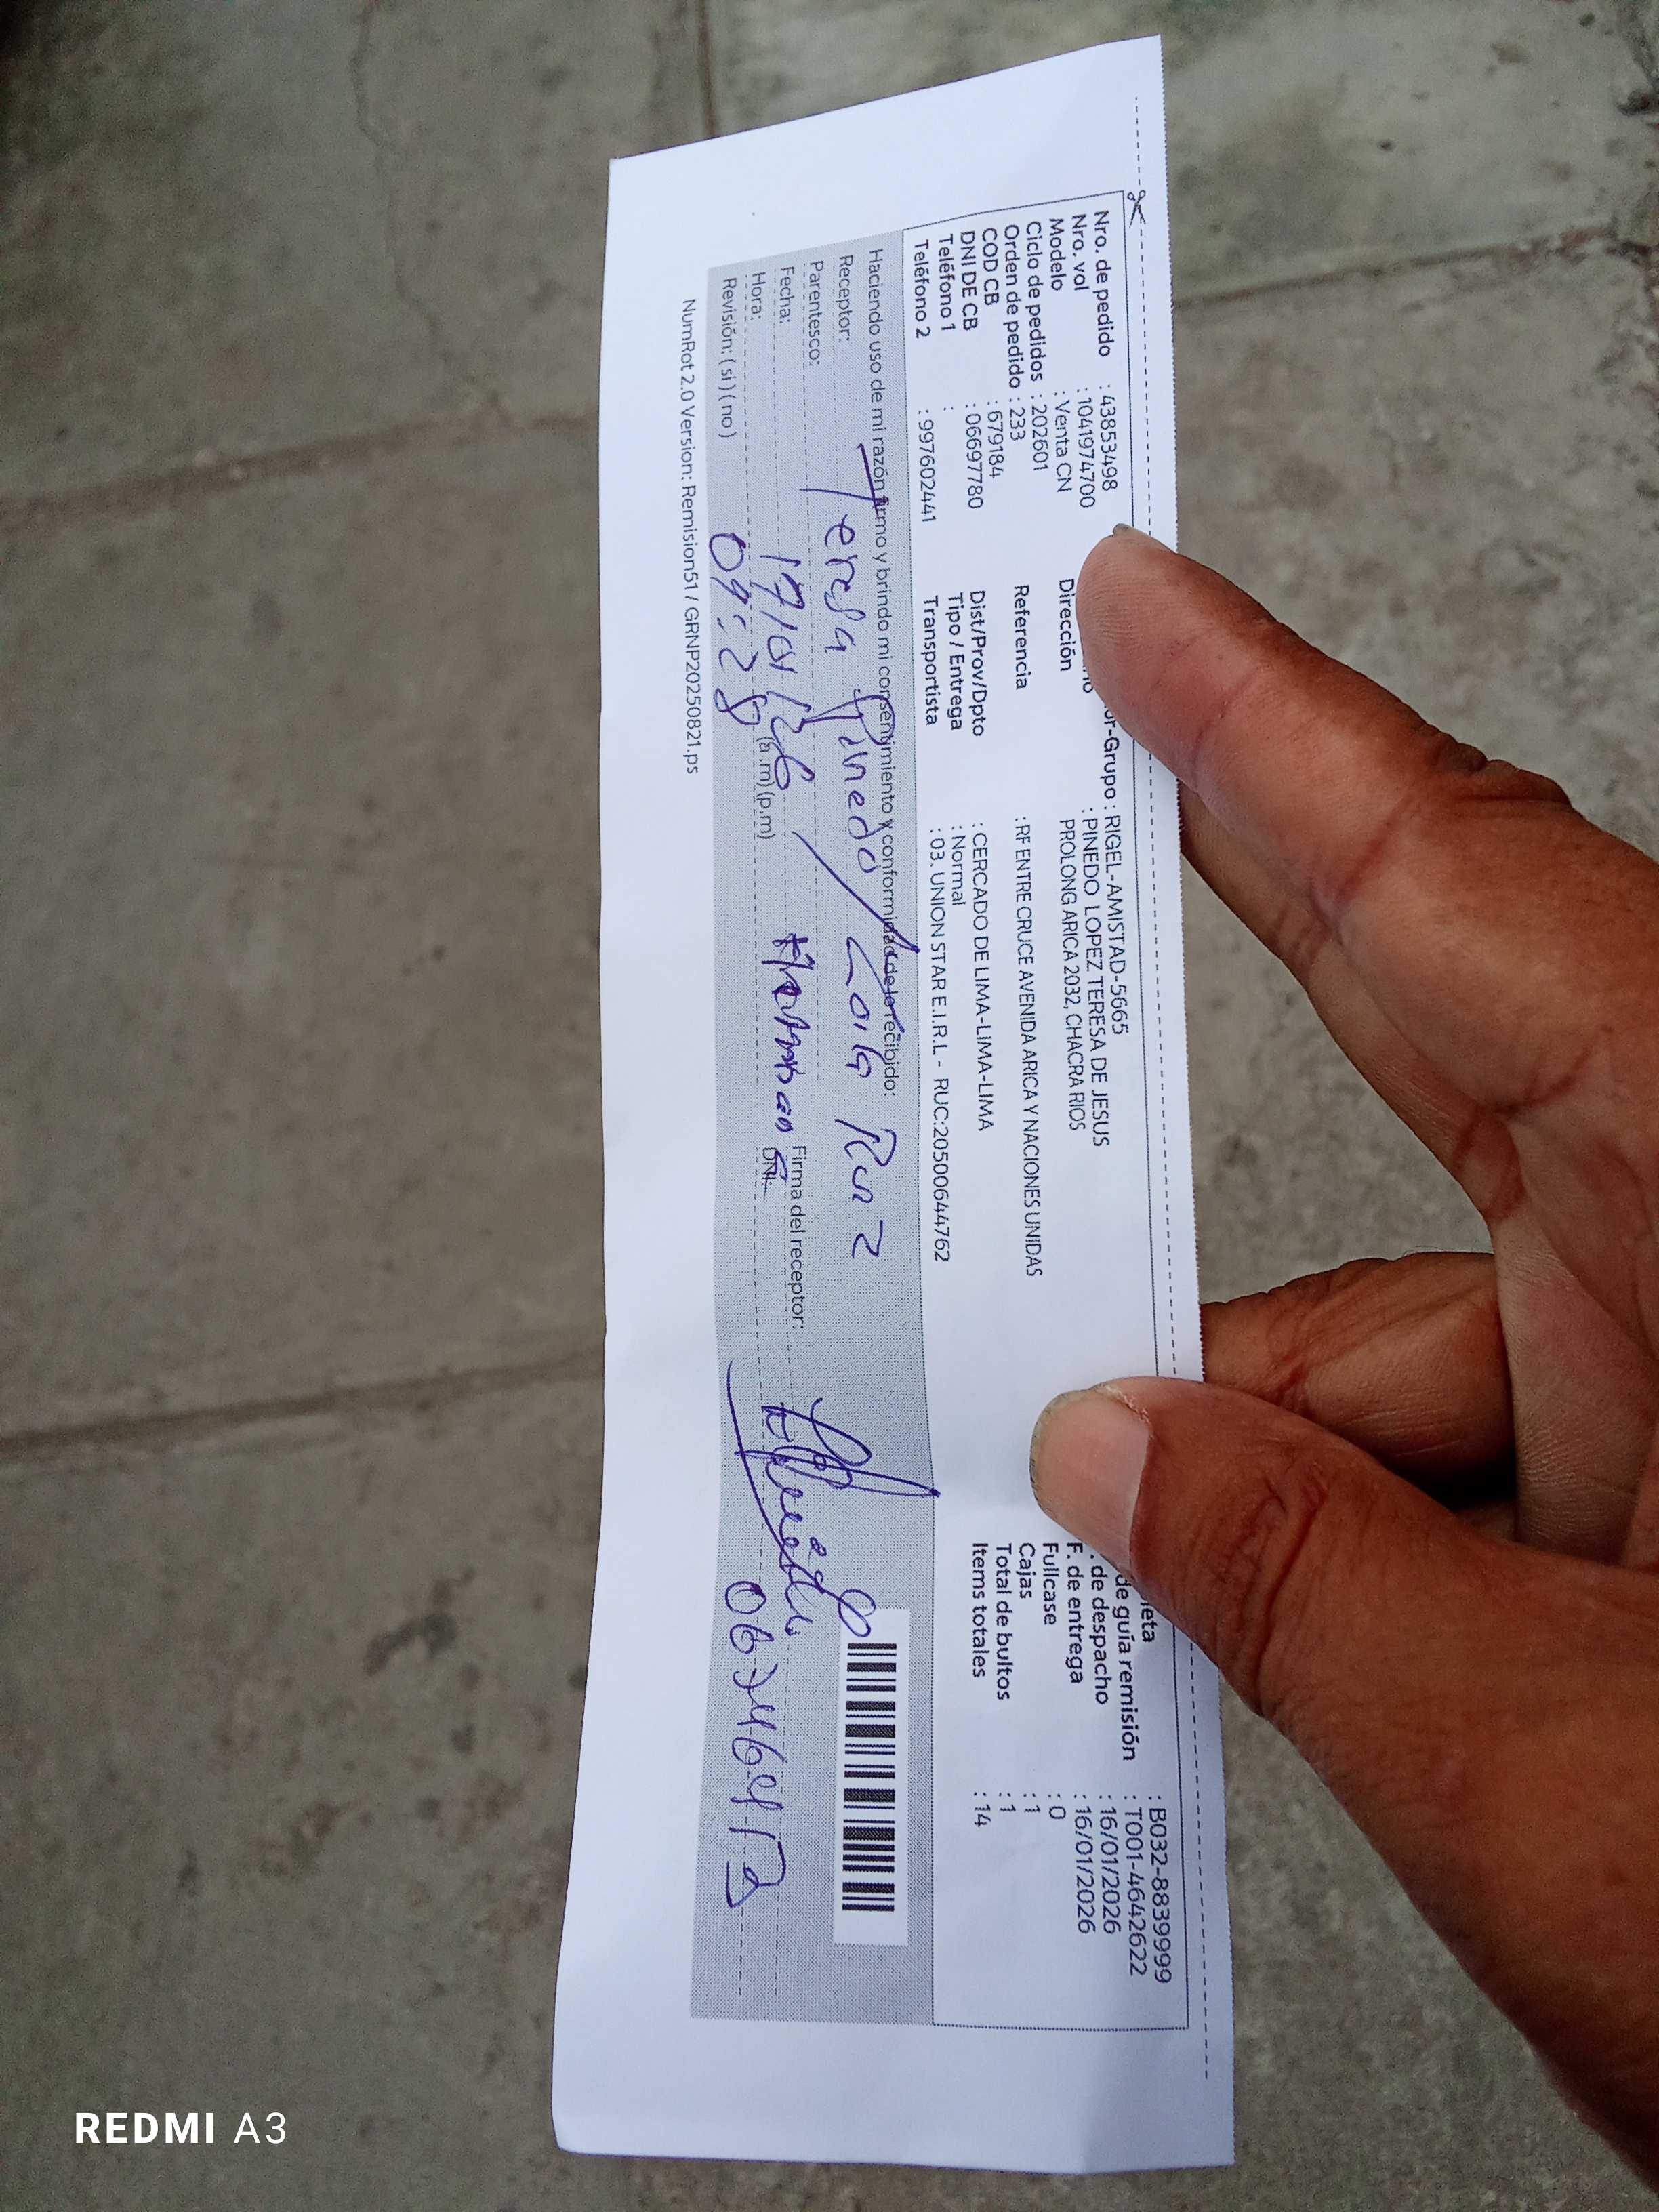 Nro. de pedido : 43853498
Nro. vol : 1041974700
Modelo : Venta CN
Ciclo de pedidos : 202601
Orden de pedido : 233
COD CB : 679184
DNI DE CB : 06697780
Teléfono 1 :
Teléfono 2 : 997602441
or-Grupo : RIGEL-AMISTAD-5665
: PINEDO LOPEZ TERESA DE JESUS
Dirección PROLONG ARICA 2032, CHACRA RIOS
Referencia : RF ENTRE CRUCE AVENIDA ARICA Y NACIONES UNIDAS
Dist/Prov/Dpto : CERCADO DE LIMA-LIMA-LIMA
Tipo / Entrega : Normal
Transportista : 03. UNION STAR E.I.R.L - RUC:20500644762
leta : B032-8839999
de guía remisión : T001-4642622
. de despacho : 16/01/2026
F. de entrega : 16/01/2026
Fullcase : 0
Cajas : 1
Total de bultos : 1
Items totales : 14
Haciendo uso de mi razón firmo y brindo mi consentimiento y conformidad de lo recibido:
Receptor: Teresa Pinedo / Zoila
Parentesco:
Fecha: 17/01/26
Firma del receptor:
Hora: 09:28 (a.m) (p.m)
DNI:
Revisión: ( si ) ( no )
NumRot 2.0 Version: Remision51 / GRNP20250821.ps
REDMI A3